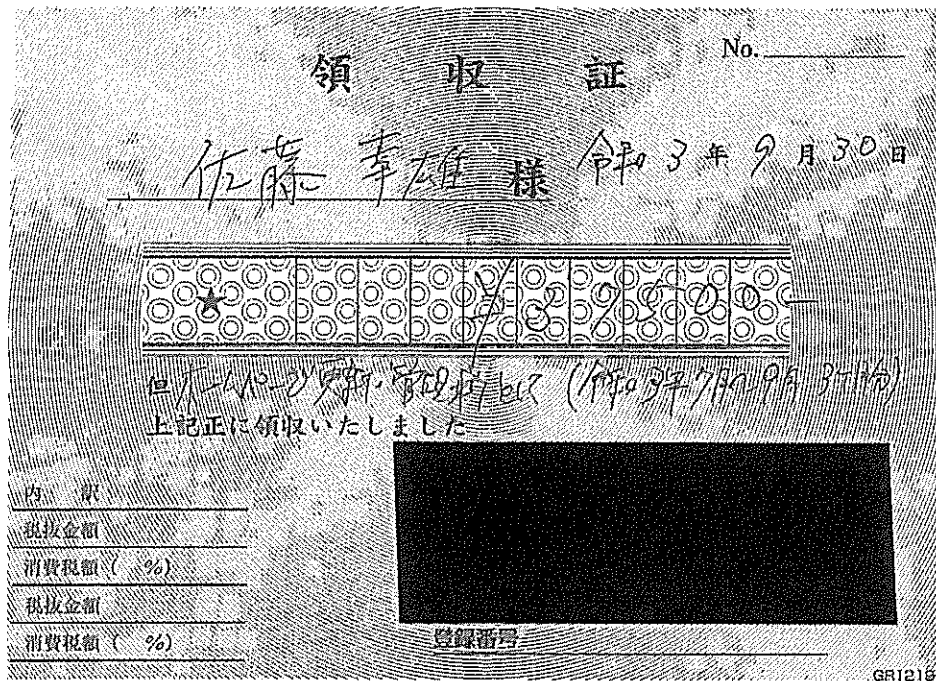 No.
領 収 証
佐藤 幸雄 様 令和 3 年 9 月 30 日
★ ¥37500-
但 ホームページ更新・管理料として (令和3年7月〜9月 3ヶ月分)
上記正に領収いたしました
内 訳
税抜金額
消費税額 ( %)
税抜金額
消費税額 ( %)
登録番号
GR1218